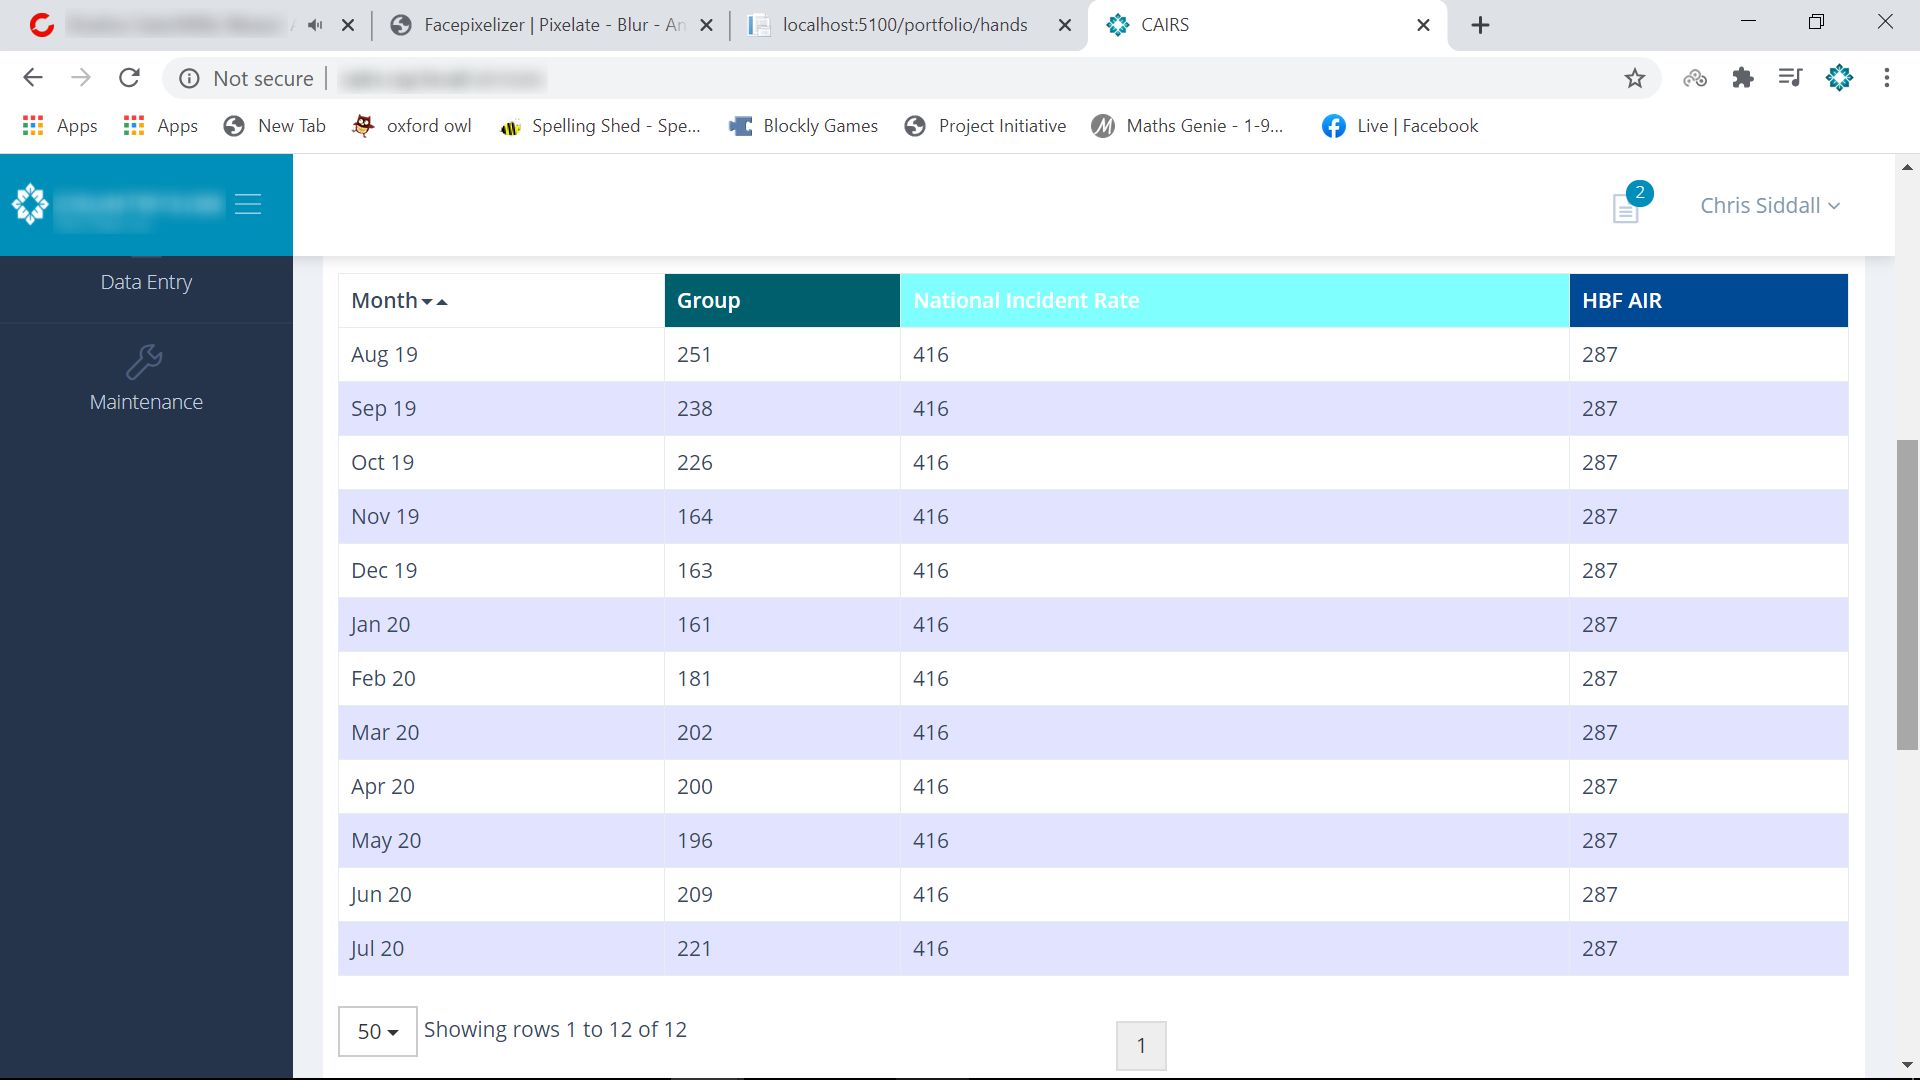 Facepixelizer | Pixelate - Blur - An
localhost:5100/portfolio/hands
CAIRS
Not secure
Apps
Apps
New Tab
oxford owl
Spelling Shed - Spe...
Blockly Games
Project Initiative
Maths Genie - 1-9...
Live | Facebook
2
Chris Siddall
Data Entry
Maintenance
Month Group National Incident Rate HBF AIR
Aug 19 251 416 287
Sep 19 238 416 287
Oct 19 226 416 287
Nov 19 164 416 287
Dec 19 163 416 287
Jan 20 161 416 287
Feb 20 181 416 287
Mar 20 202 416 287
Apr 20 200 416 287
May 20 196 416 287
Jun 20 209 416 287
Jul 20 221 416 287
50 Showing rows 1 to 12 of 12
1